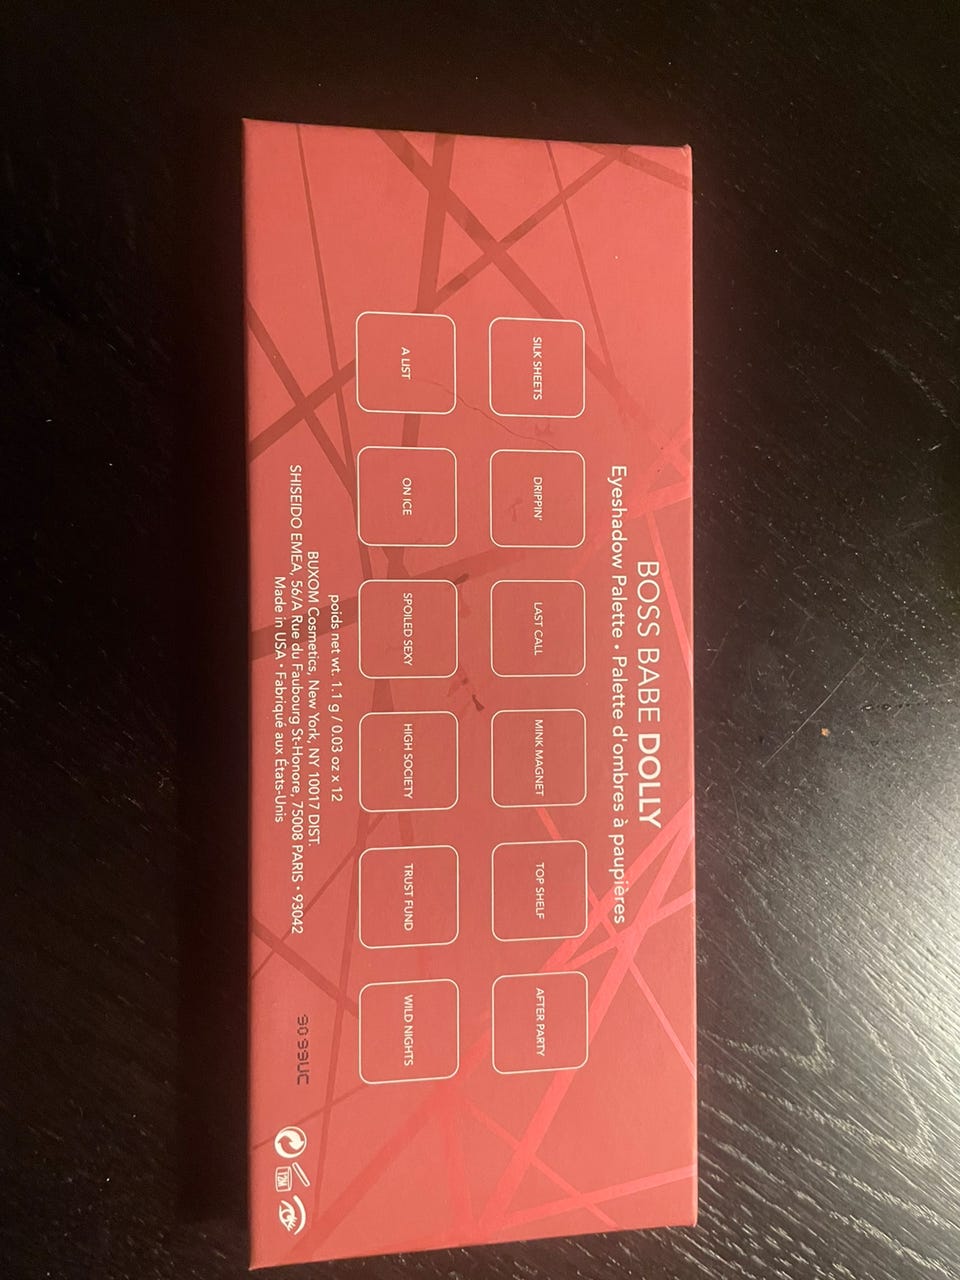 BOSS BABE DOLLY
Eyeshadow Palette • Palette d'ombres à paupières
SILK SHEETS
DRIPPIN'
LAST CALL
MINK MAGNET
TOP SHELF
AFTER PARTY
A LIST
ON ICE
SPOILED SEXY
HIGH SOCIETY
TRUST FUND
WILD NIGHTS
poids net wt. 1.1 g / 0.03 oz x 12
BUXOM Cosmetics, New York, NY 10017 DIST.
SHISEIDO EMEA, 56/A Rue du Faubourg St-Honore, 75008 PARIS • 93042
Made in USA • Fabriqué aux États-Unis
12M